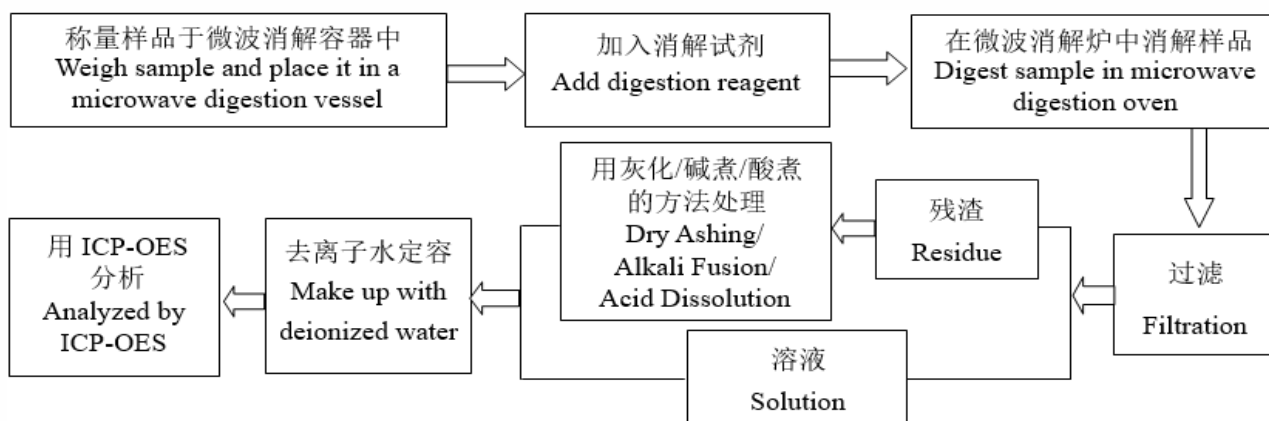 称量样品于微波消解容器中
Weigh sample and place it in a
microwave digestion vessel
加入消解试剂
Add digestion reagent
在微波消解炉中消解样品
Digest sample in microwave
digestion oven
过滤
Filtration
残渣
Residue
用灰化/碱煮/酸煮
的方法处理
Dry Ashing/
Alkali Fusion/
Acid Dissolution
溶液
Solution
去离子水定容
Make up with
deionized water
用 ICP-OES
分析
Analyzed by
ICP-OES